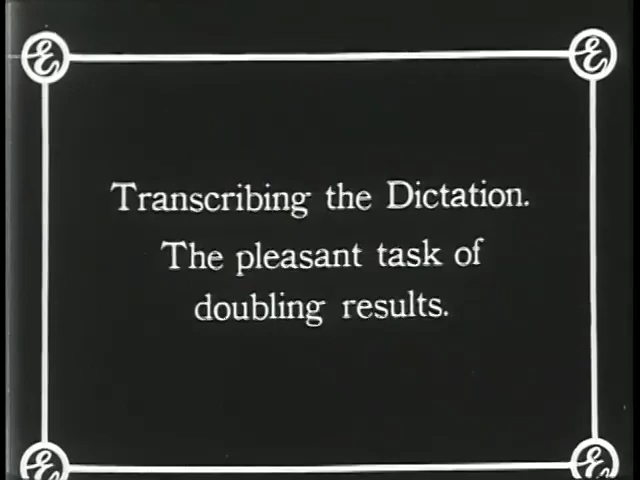 Transcribing the Dictation.
The pleasant task of
doubling results.